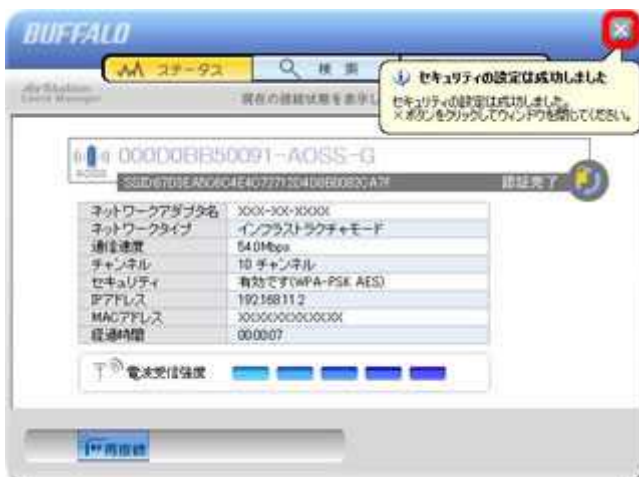 BUFFALO
ステータス
検索
セキュリティの設定は成功しました
セキュリティの設定は成功しました。
×ボタンをクリックしてウィンドウを閉じてください。
現在の接続状態を表示し
AOSS
000D0BB50091-AOSS-G
認証完了
ネットワークアダプタ名 XXX-XX-XXXX
ネットワークタイプ インフラストラクチャモード
通信速度 54.0Mbps
チャンネル 10 チャンネル
セキュリティ 有効です(WPA-PSK AES)
IPアドレス 192.168.11.2
MACアドレス XXXXXXXXXXXX
経過時間 00:00:07
電波受信強度
再接続